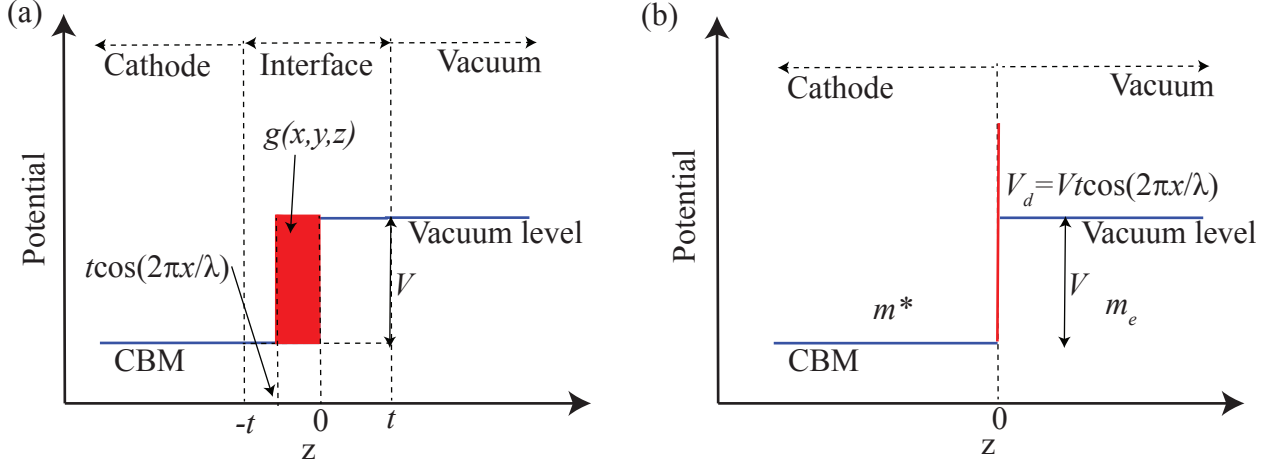 (a)
Cathode
Interface
Vacuum
g(x,y,z)
Potential
Vacuum level
tcos(2πx/λ)
V
CBM
-t
0
t
z
(b)
Cathode
Vacuum
Potential
V_d=Vtcos(2πx/λ)
Vacuum level
V
m*
m_e
CBM
0
z